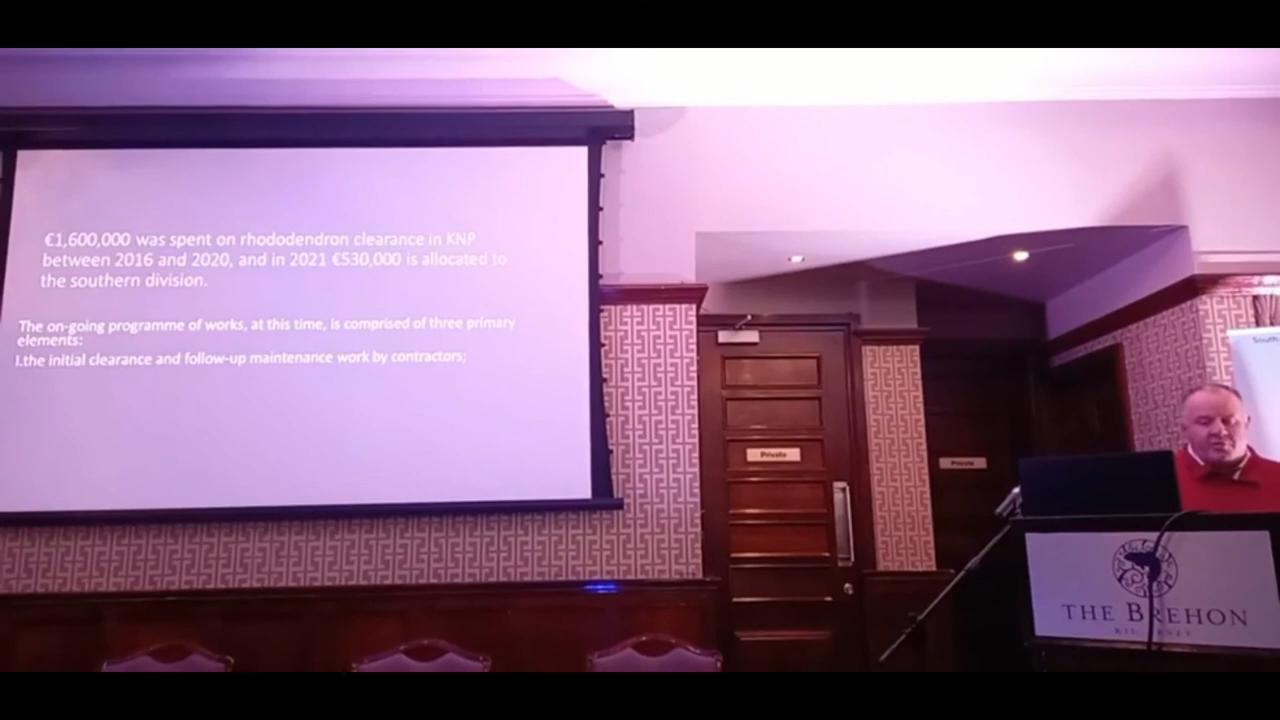 €1,600,000 was spent on rhododendron clearance in KNP
between 2016 and 2020, and in 2021 €530,000 is allocated to
the southern division.
The on-going programme of works, at this time, is comprised of three primary
elements:
I.the initial clearance and follow-up maintenance work by contractors;
Private
Private
South
THE BREHON